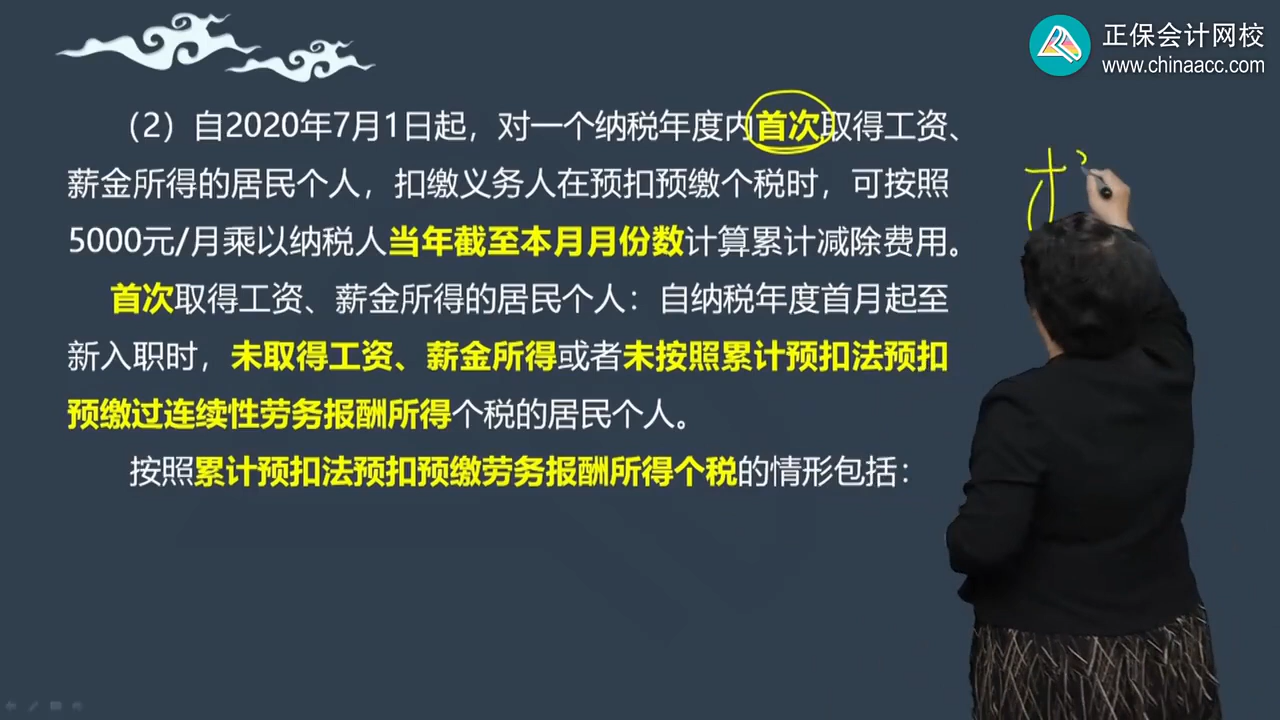 正保会计网校
www.chinaacc.com
（2）自2020年7月1日起，对一个纳税年度内首次取得工资、
薪金所得的居民个人，扣缴义务人在预扣预缴个税时，可按照
5000元/月乘以纳税人当年截至本月月份数计算累计减除费用。
首次取得工资、薪金所得的居民个人：自纳税年度首月起至
新入职时，未取得工资、薪金所得或者未按照累计预扣法预扣
预缴过连续性劳务报酬所得个税的居民个人。
按照累计预扣法预扣预缴劳务报酬所得个税的情形包括：